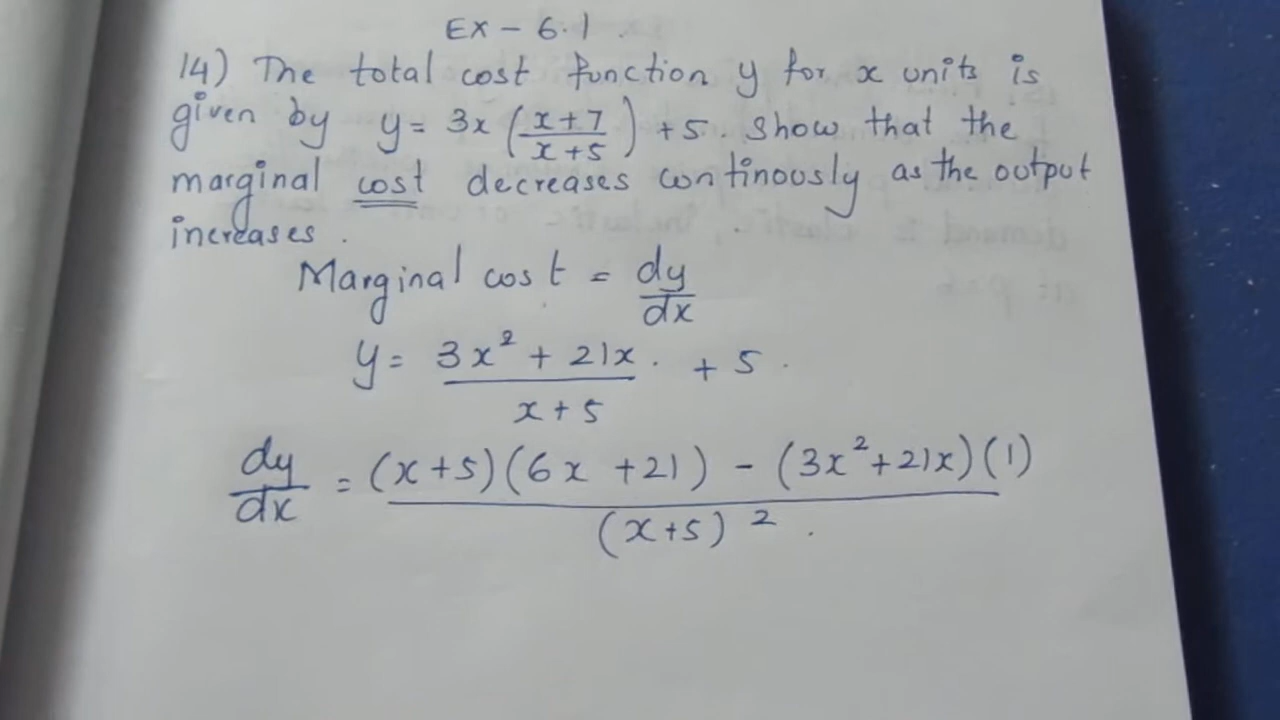 EX - 6.1
14) The total cost function y for x units is
given by y = 3x (x+7 / x+5) + 5. show that the
marginal cost decreases continously as the output
increases.
Marginal cost = dy/dx
y = 3x² + 21x / x+5 + 5.
dy/dx = (x+5)(6x +21) - (3x²+21x)(1) / (x+5)².